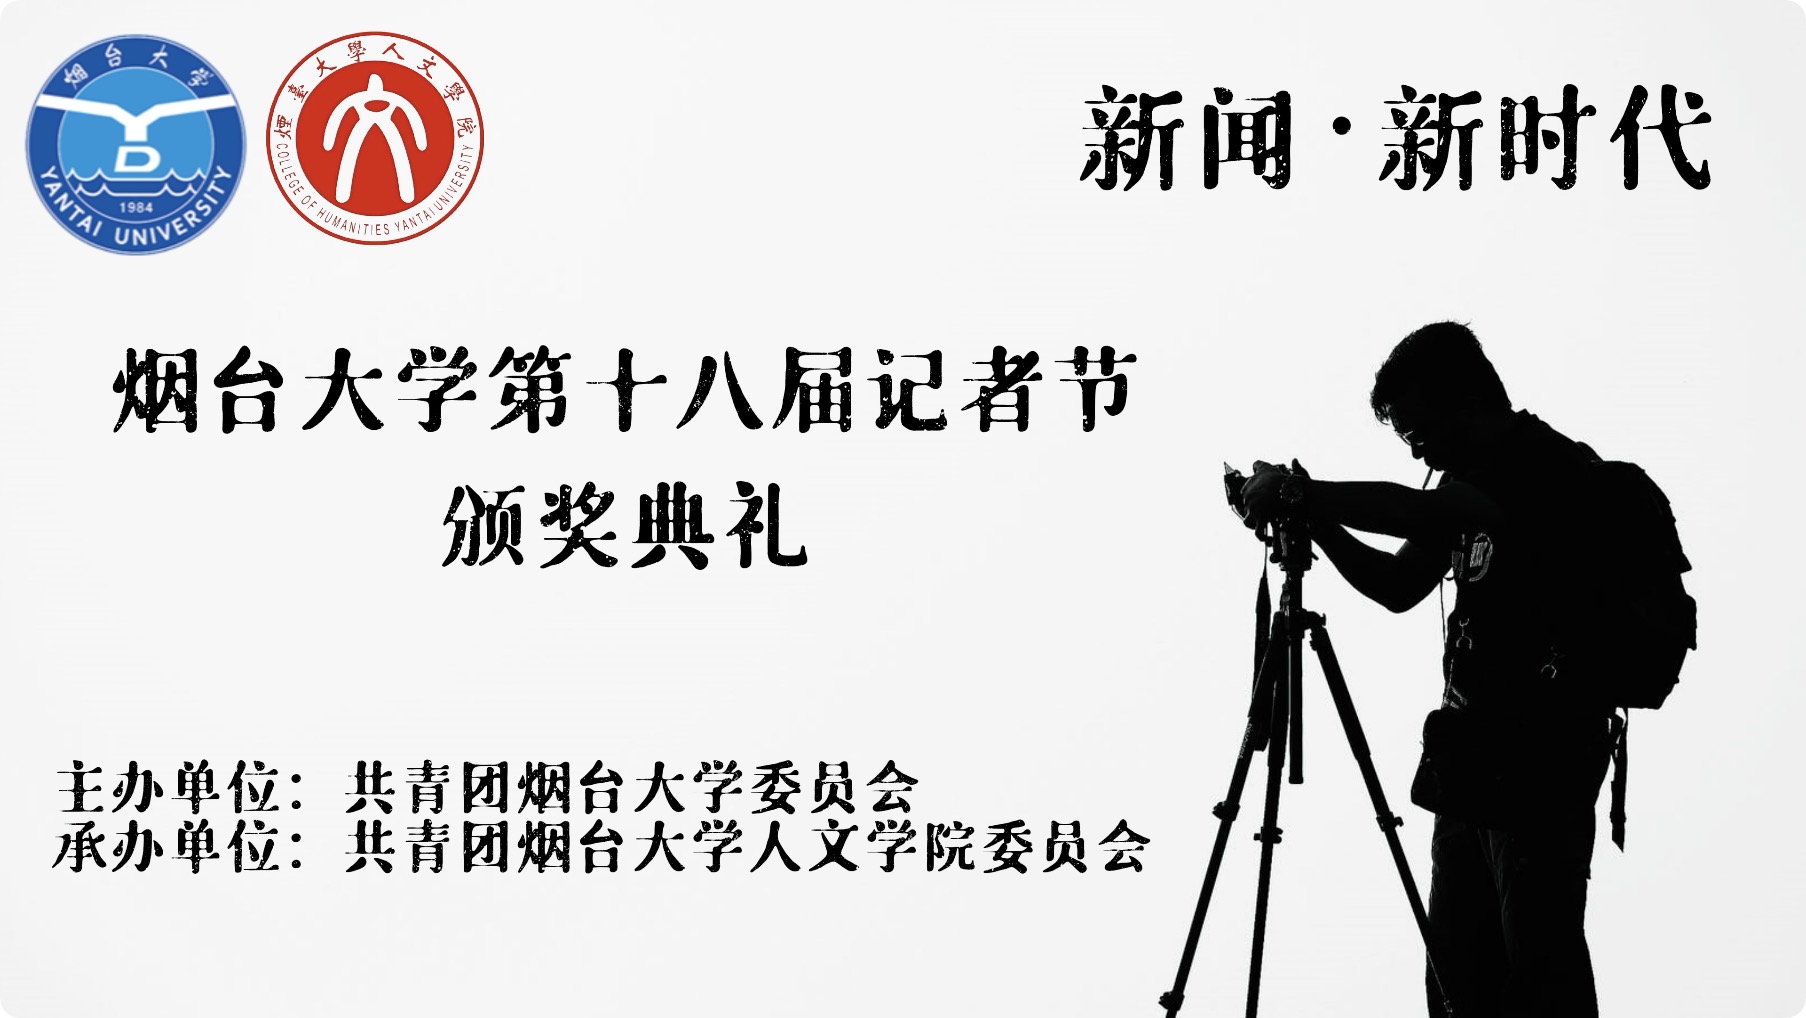 烟台大学
YANTAI UNIVERSITY
1984
煙臺大學人文學院
COLLEGE OF HUMANITIES YANTAI UNIVERSITY
新闻·新时代
烟台大学第十八届记者节
颁奖典礼
主办单位：共青团烟台大学委员会
承办单位：共青团烟台大学人文学院委员会